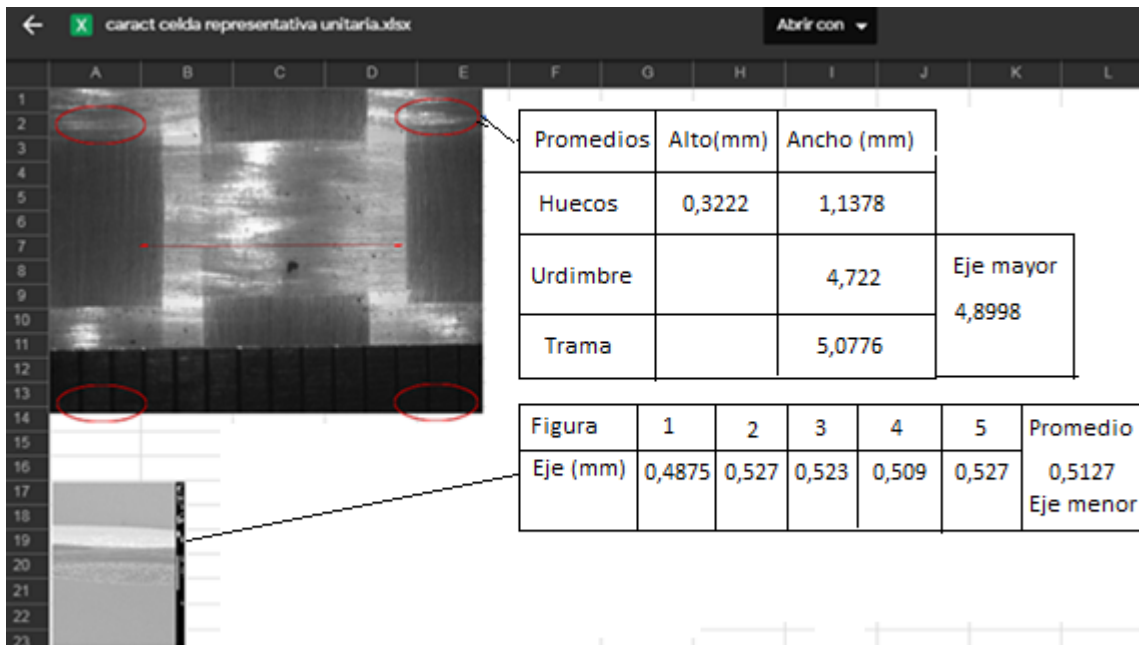 caract celda representativa unitaria.xlsx
Abrir con
A B C D E F G H I J K L
1
2
3
4
5
6
7
8
9
10
11
12
13
14
15
16
17
18
19
20
21
22
23
Promedios Alto(mm) Ancho (mm)
Huecos 0,3222 1,1378
Urdimbre 4,722 Eje mayor
4,8998
Trama 5,0776
Figura 1 2 3 4 5 Promedio
Eje (mm) 0,4875 0,527 0,523 0,509 0,527 0,5127
Eje menor